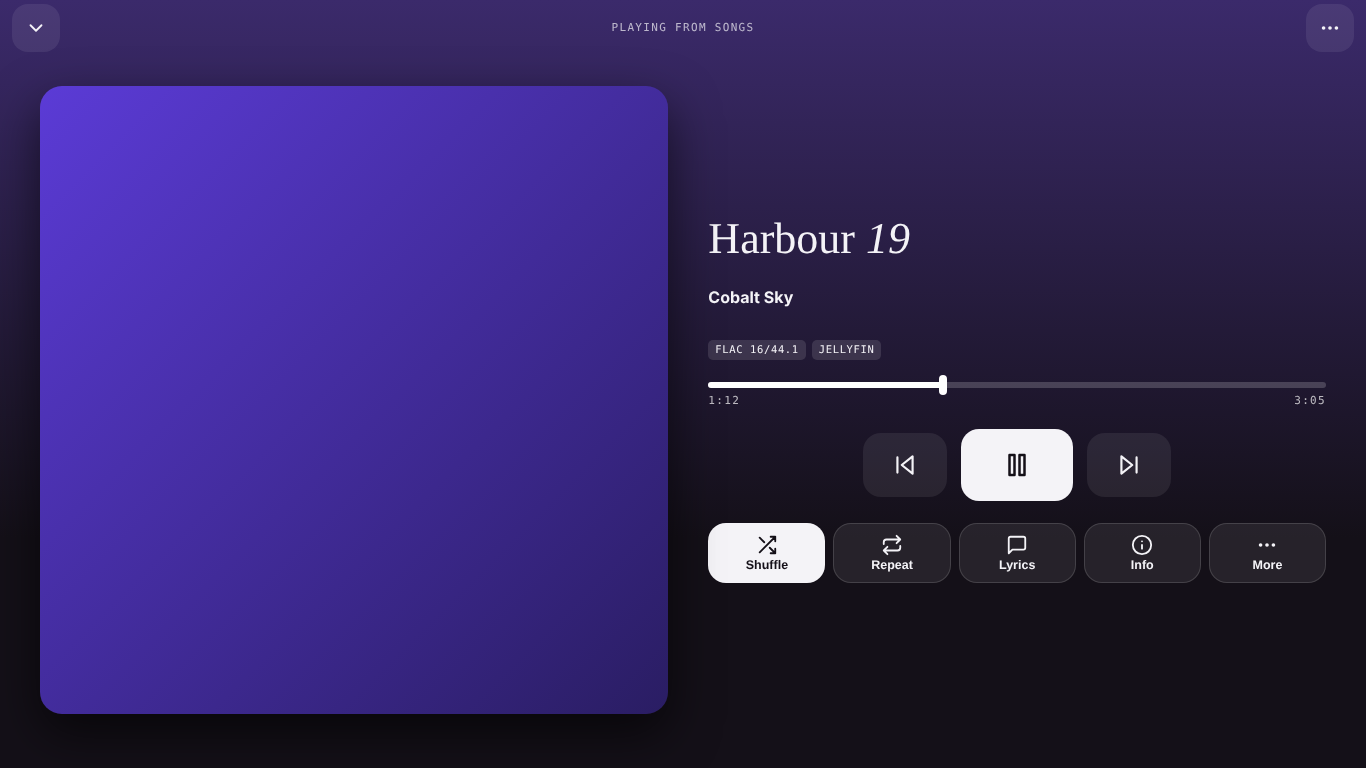 PLAYING FROM SONGS
Harbour 19
Cobalt Sky
FLAC 16/44.1 JELLYFIN
1:12 3:05
Shuffle Repeat Lyrics Info More